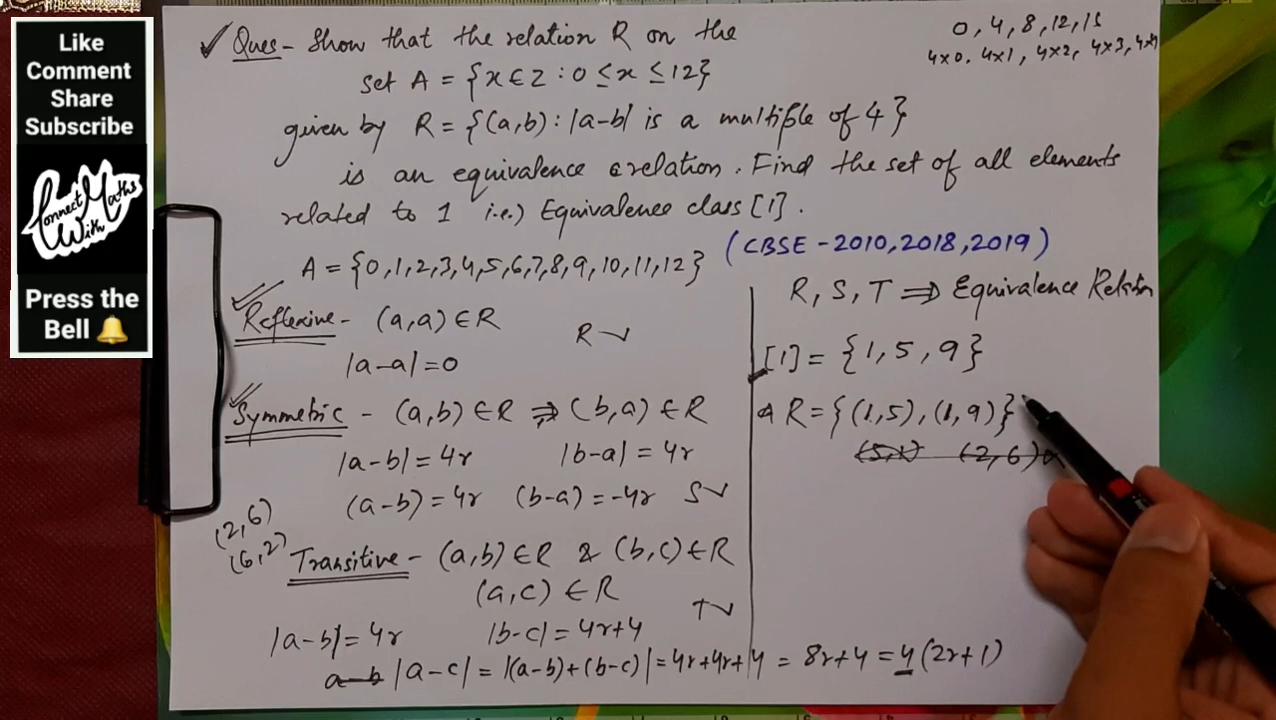 Like
Comment
Share
Subscribe
Connect With Maths
Press the
Bell 🔔
✓ Ques - Show that the relation R on the
set A = {x∈Z : 0 ≤ x ≤ 12}
given by R = {(a,b) : |a-b| is a multiple of 4}
is an equivalence relation. Find the set of all elements
related to 1 i.e.) Equivalence class [1].
0, 4, 8, 12, 15
4×0, 4×1, 4×2, 4×3, 4×4
(CBSE - 2010, 2018, 2019)
A = {0,1,2,3,4,5,6,7,8,9,10,11,12}
Reflexive - (a,a) ∈ R
R ✓
|a-a| = 0
Symmetric - (a,b) ∈ R ⇒ (b,a) ∈ R
|a-b| = 4r |b-a| = 4r
(a-b) = 4r (b-a) = -4r S ✓
(2,6)
(6,2)
Transitive - (a,b) ∈ R & (b,c) ∈ R
(a,c) ∈ R
T ✓
|a-b| = 4r |b-c| = 4r+4
a-b |a-c| = |(a-b)+(b-c)| = 4r+4r+4 = 8r+4 = 4(2r+1)
R, S, T ⇒ Equivalence Relation
[1] = {1, 5, 9}
R = {(1,5), (1,9)}
(5,1) (2,6)